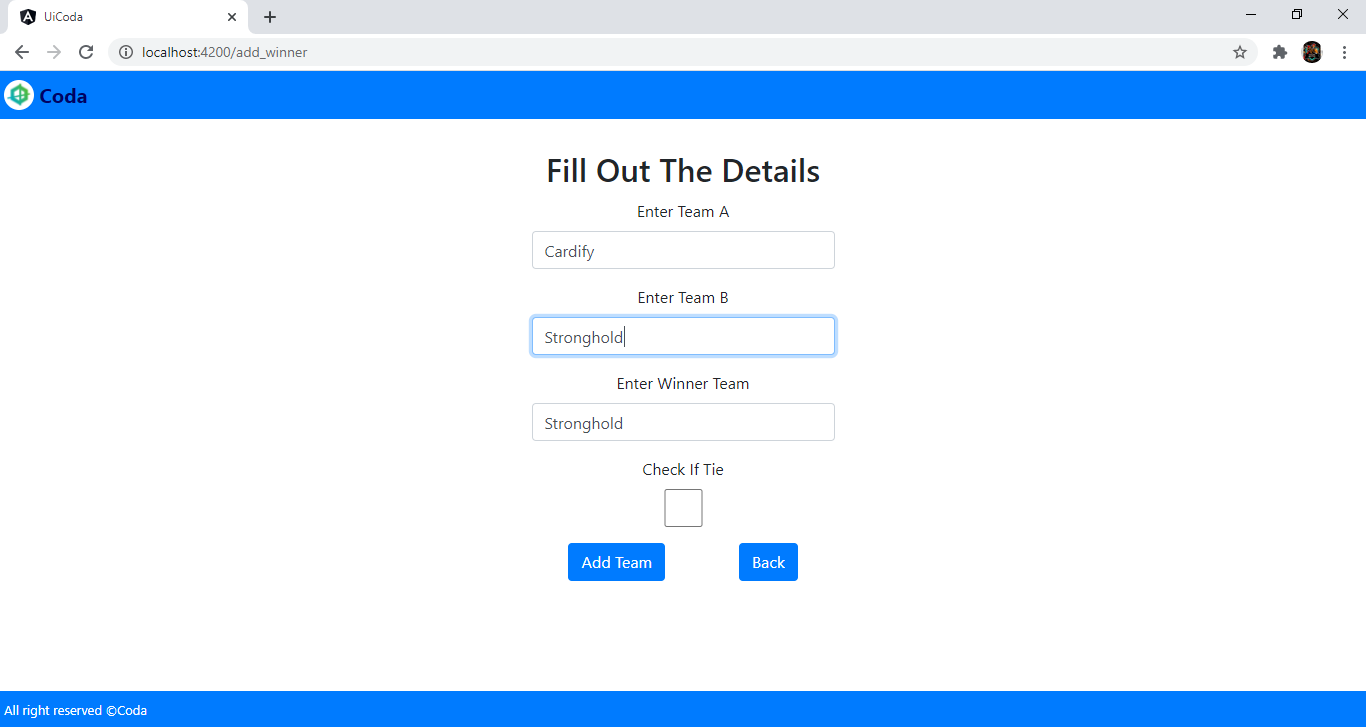 UiCoda
localhost:4200/add_winner
Coda
Fill Out The Details
Enter Team A
Cardify
Enter Team B
Stronghold
Enter Winner Team
Stronghold
Check If Tie
Add Team Back
All right reserved ©Coda